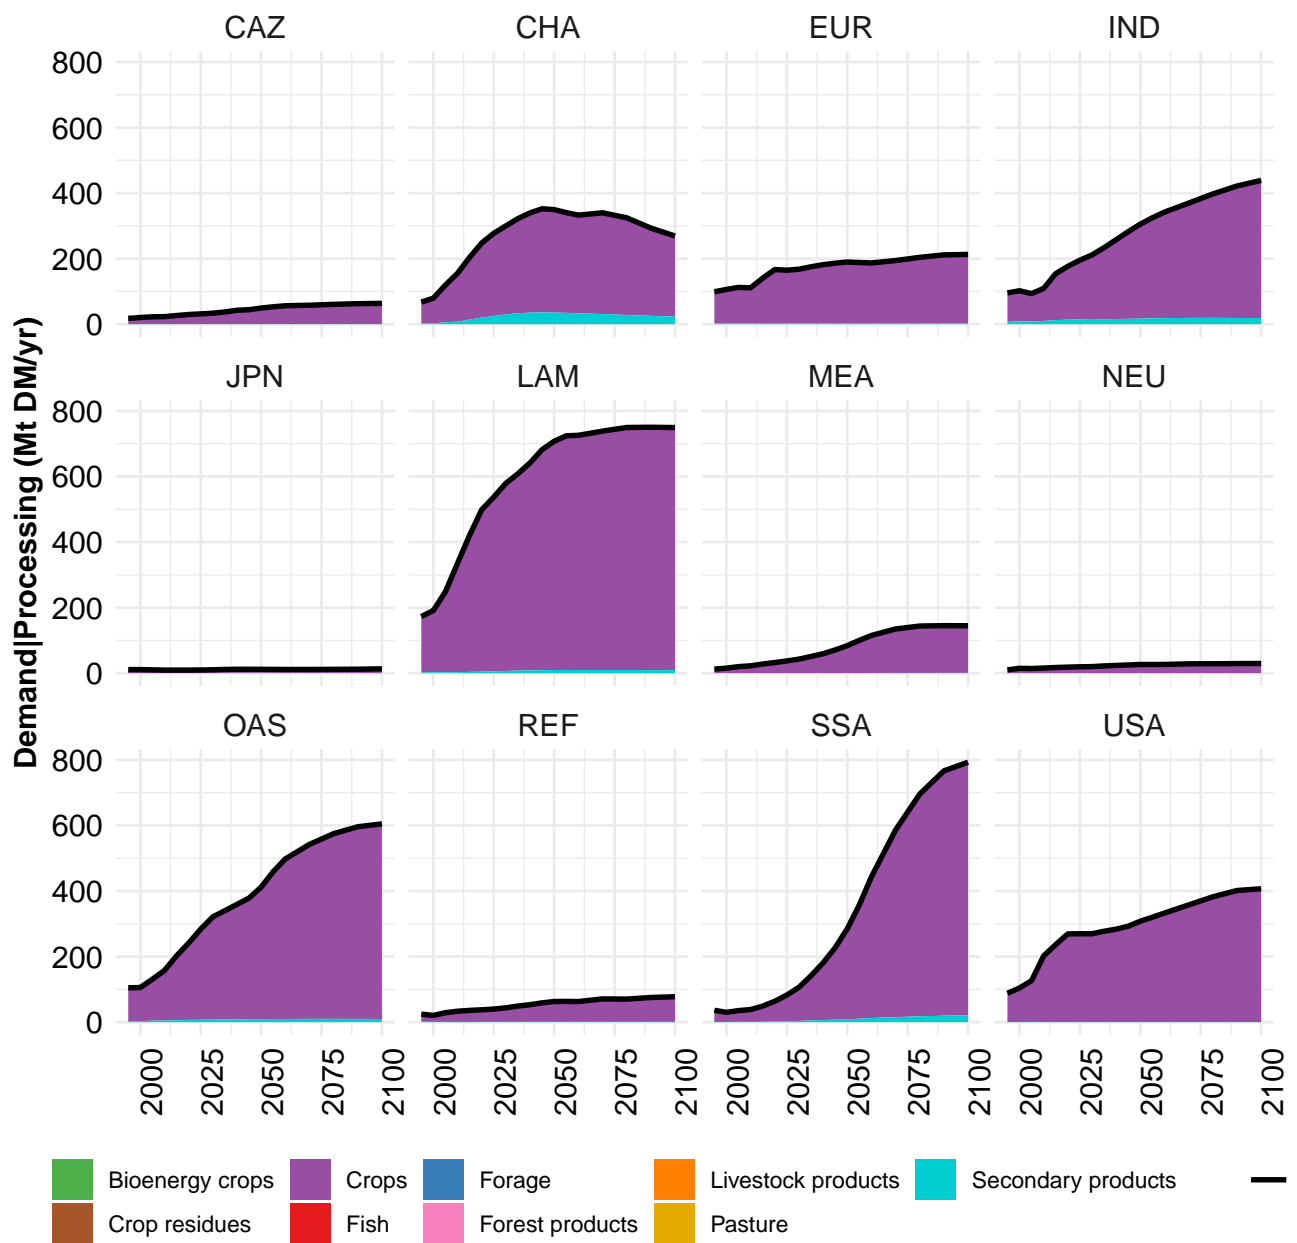 CAZ CHA EUR IND
800
600
400
200
0
JPN LAM MEA NEU
800
600
400
200
0
Demand|Processing (Mt DM/yr)
OAS REF SSA USA
800
600
400
200
0
2000 2025 2050 2075 2100 2000 2025 2050 2075 2100 2000 2025 2050 2075 2100 2000 2025 2050 2075 2100
Bioenergy crops Crops Forage Livestock products Secondary products
Crop residues Fish Forest products Pasture